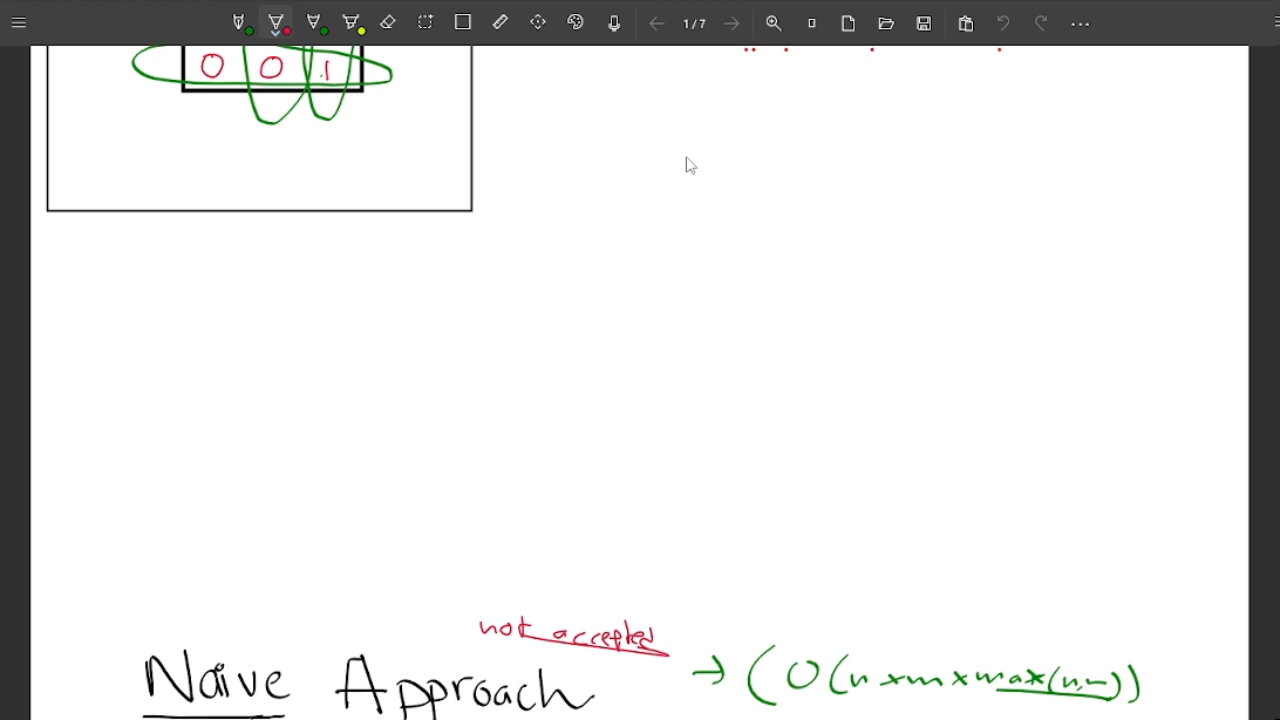 1/7
0 0 1
not accepted
Naive Approach → (O(n×m×max(n,m))